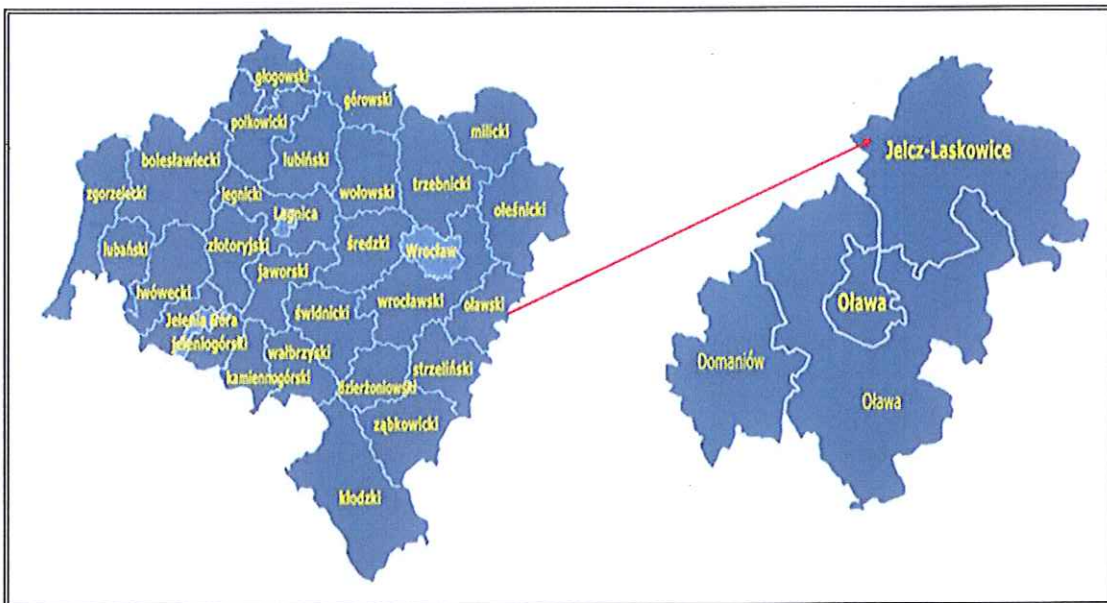 głogowski
górowski
polkowicki
milicki
bolesławiecki
lubiński
zgorzelecki
legnicki
wołowski
trzebnicki
Legnica
oleśnicki
lubański
złotoryjski
średzki
Wrocław
jaworski
lwówecki
wrocławski
oławski
świdnicki
Jelenia Góra
jeleniogórski
wałbrzyski
strzeliński
kamiennogórski
dzierżoniowski
ząbkowicki
kłodzki
Jelcz-Laskowice
Oława
Domaniów
Oława